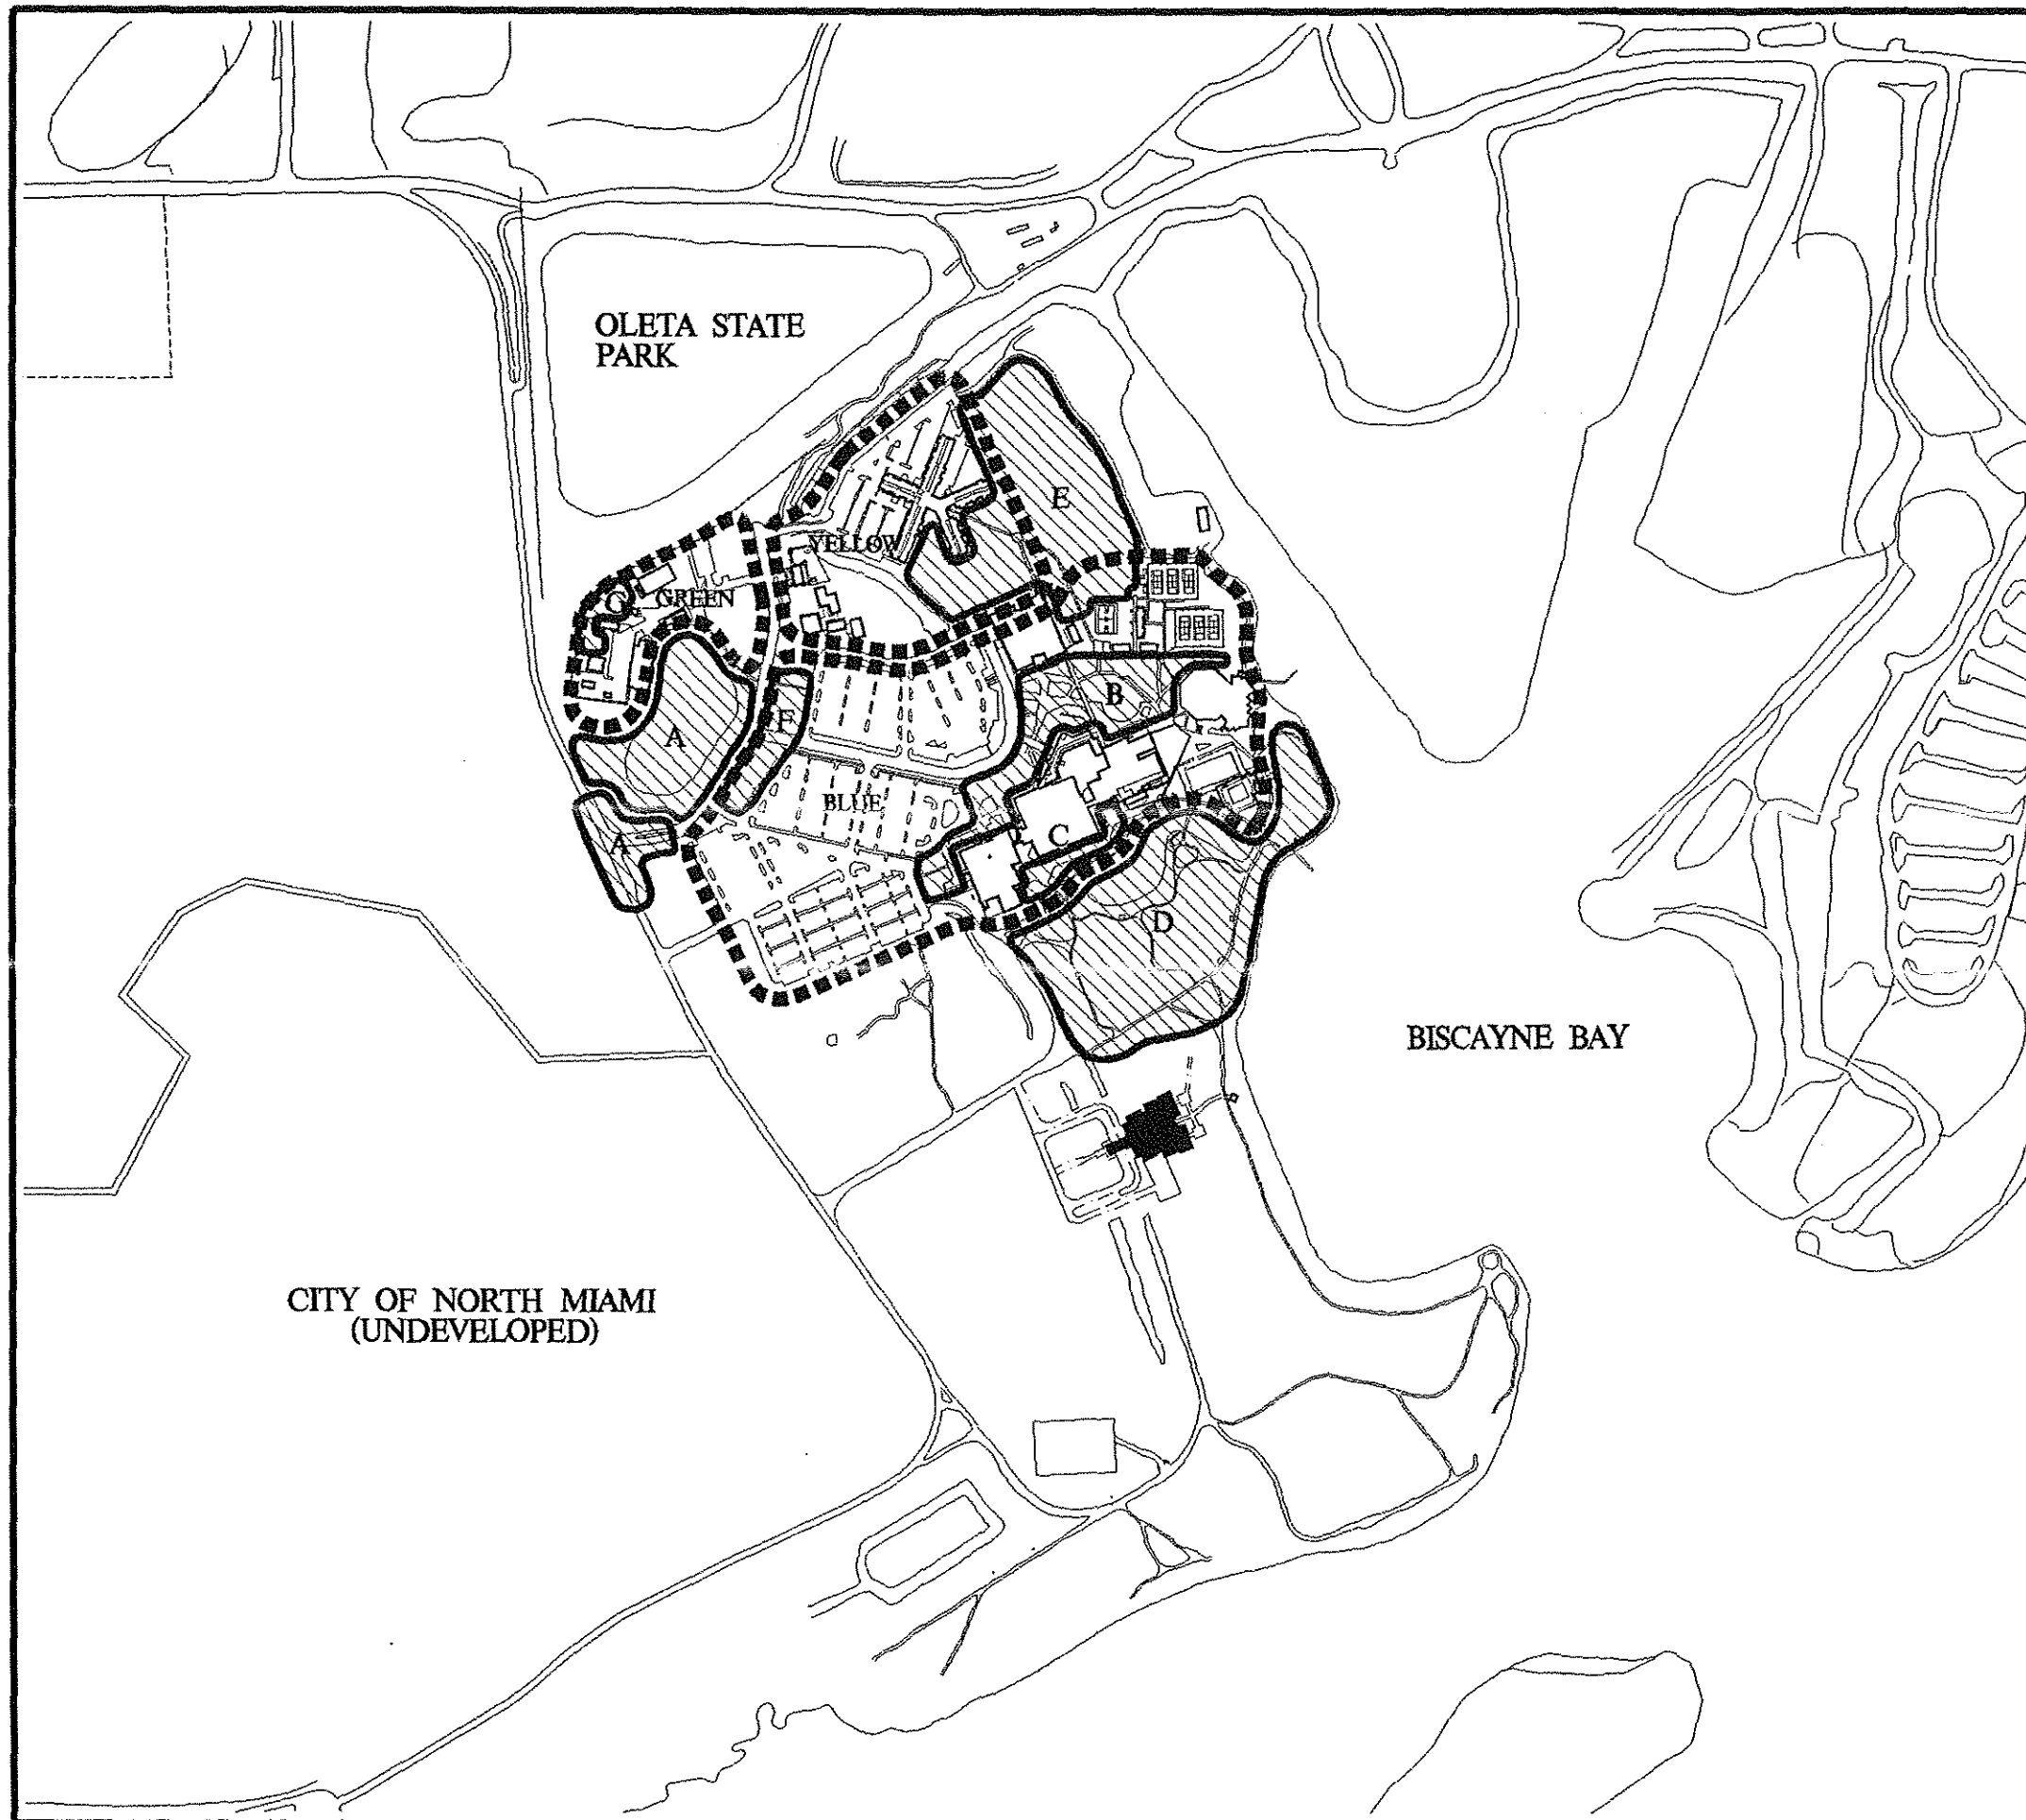 OLETA STATE
PARK
E
YELLOW
G
GREEN
B
F
A
BLUE
C
A
D
BISCAYNE BAY
CITY OF NORTH MIAMI
(UNDEVELOPED)